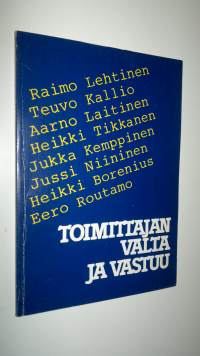 Raimo Lehtinen
Teuvo Kallio
Aarno Laitinen
Heikki Tikkanen
Jukka Kemppinen
Jussi Niininen
Heikki Borenius
Eero Routamo
TOIMITTAJAN
VALTA
JA VASTUU